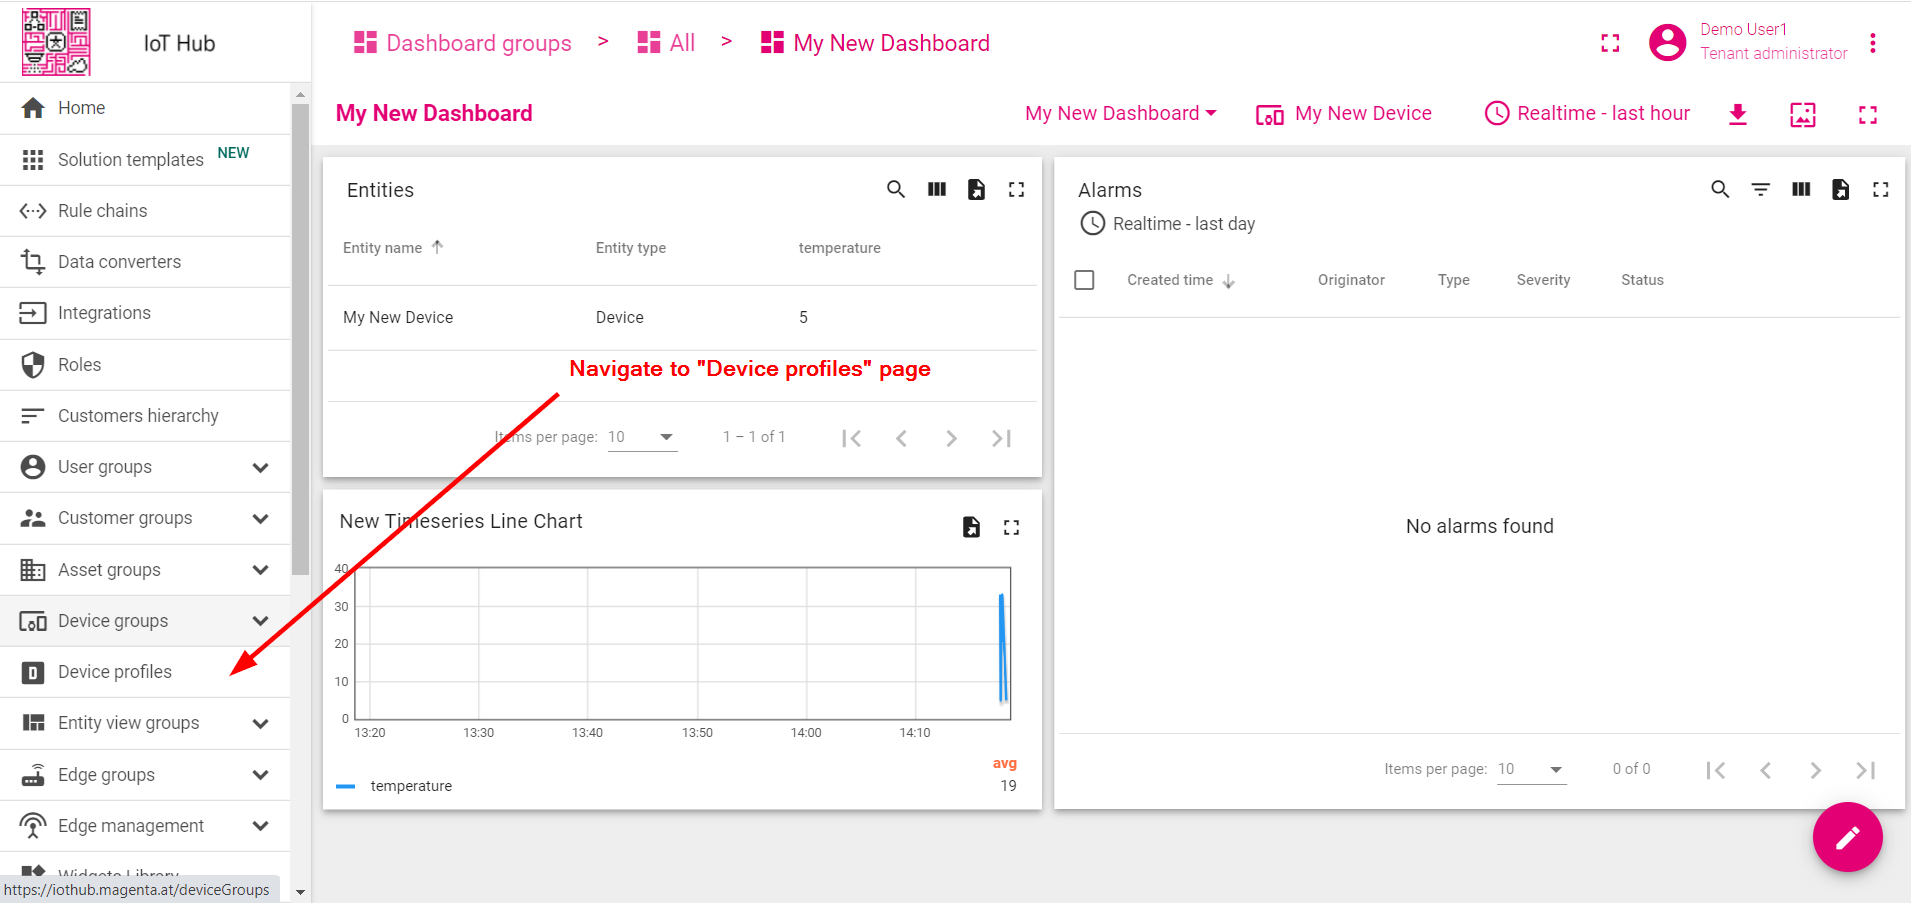 IoT Hub
Dashboard groups > All > My New Dashboard
Demo User1
Tenant administrator
Home
Solution templates NEW
Rule chains
Data converters
Integrations
Roles
Customers hierarchy
User groups
Customer groups
Asset groups
Device groups
D Device profiles
Entity view groups
Edge groups
Edge management
Widgets Library
https://iothub.magenta.at/deviceGroups
My New Dashboard
My New Dashboard
My New Device
Realtime - last hour
Entities
Entity name Entity type temperature
My New Device Device 5
Navigate to "Device profiles" page
Items per page: 10 1 – 1 of 1
New Timeseries Line Chart
40
30
20
10
0
13:20 13:30 13:40 13:50 14:00 14:10
avg
temperature 19
Alarms
Realtime - last day
Created time Originator Type Severity Status
No alarms found
Items per page: 10 0 of 0